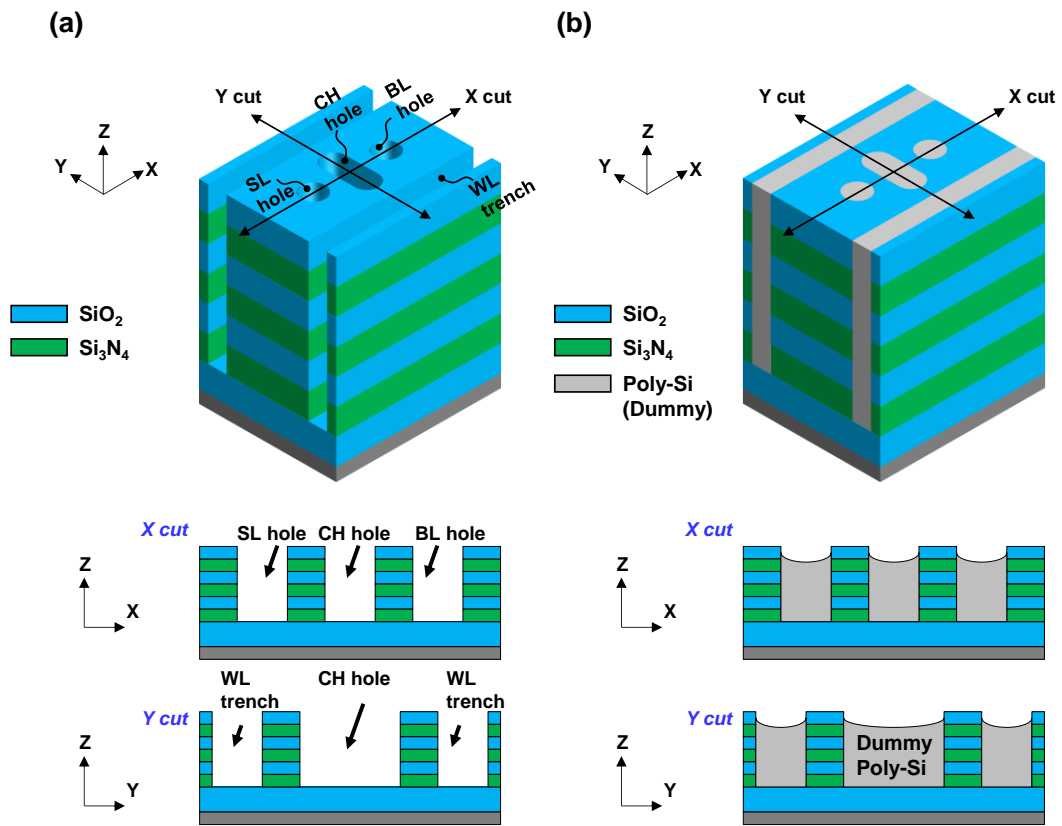 (a)
Y cut
CH
hole
BL
hole
X cut
Z
Y
X
SL
hole
WL
trench
SiO2
Si3N4
X cut
SL hole
CH hole
BL hole
Z
X
Y cut
WL
trench
CH hole
WL
trench
Z
Y
(b)
Y cut
X cut
Z
Y
X
SiO2
Si3N4
Poly-Si
(Dummy)
X cut
Z
X
Y cut
Dummy
Poly-Si
Z
Y